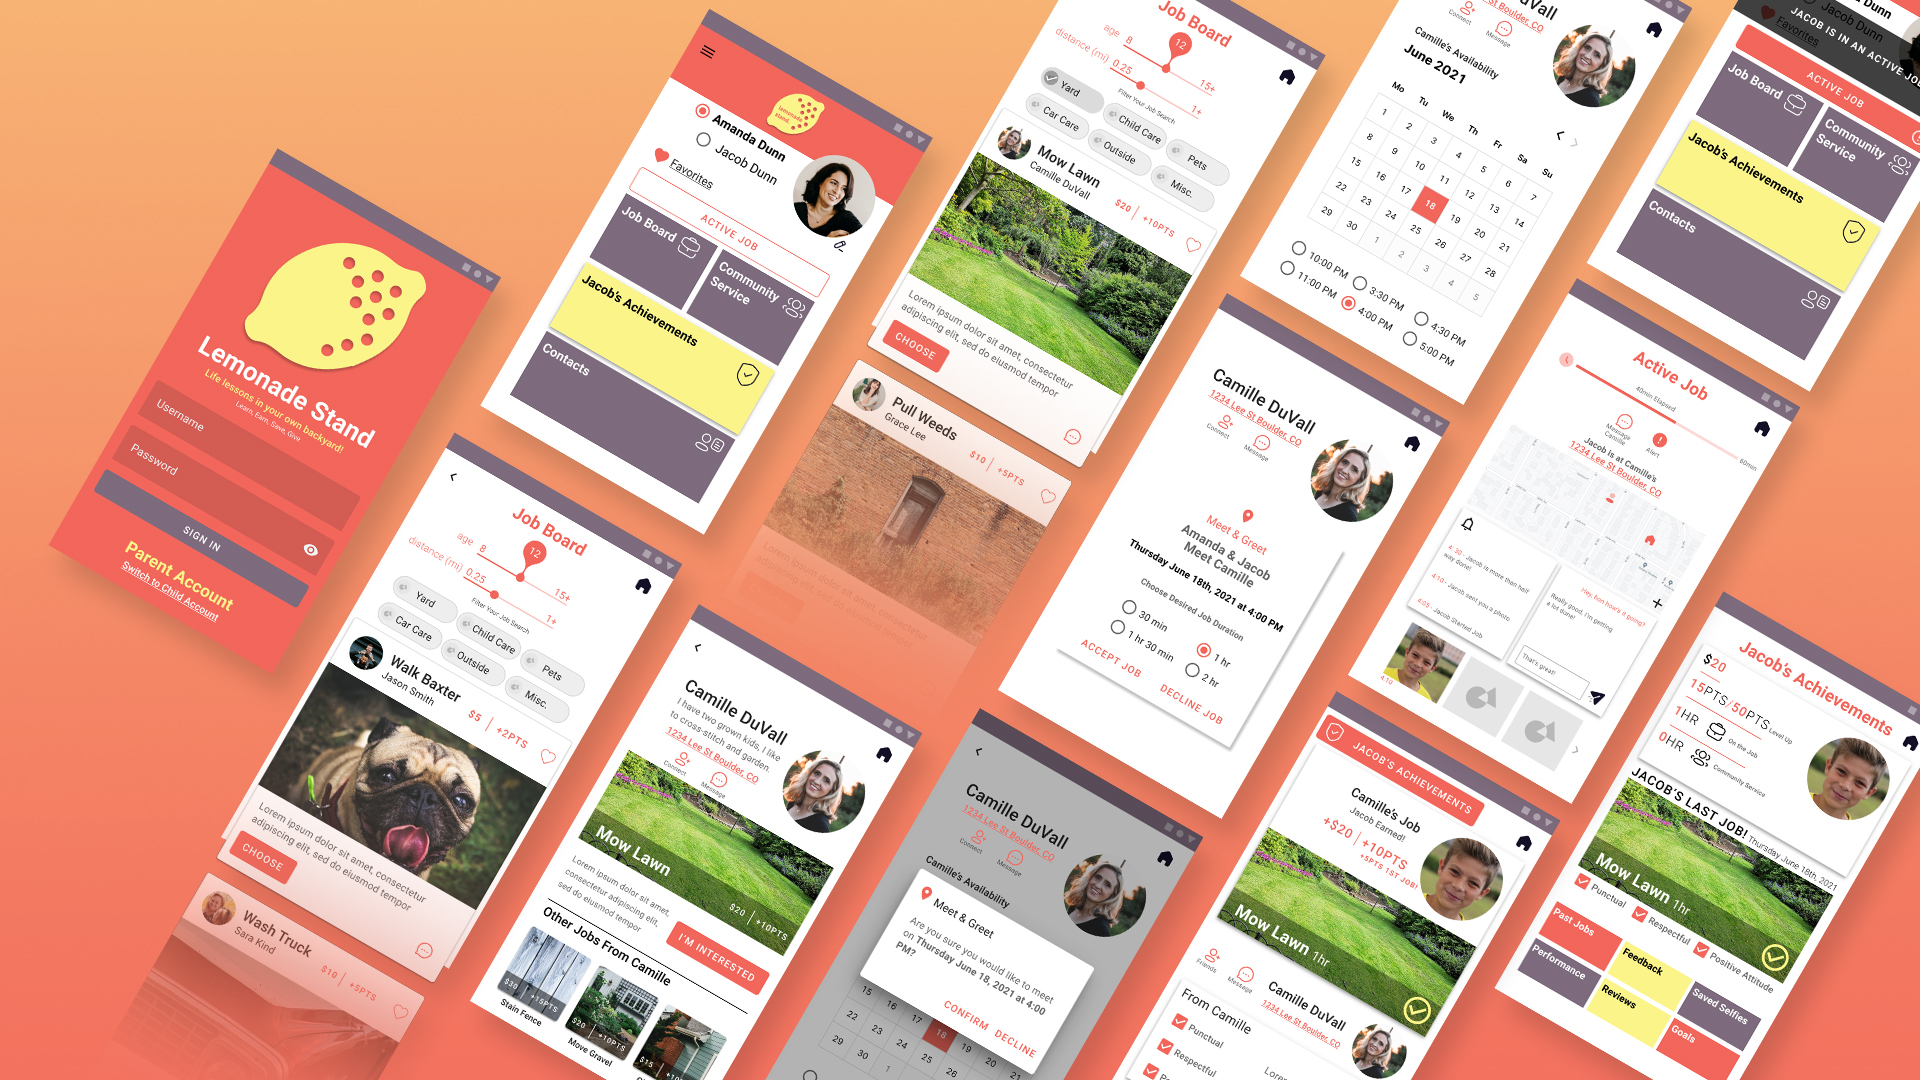 Lemonade Stand
Life lessons in your own backyard!
Learn, Earn, Save, Give
Username
Password
SIGN IN
Parent Account
Switch to Child Account
lemonade
stand
Amanda Dunn
Jacob Dunn
Favorites
ACTIVE JOB
Job Board
Community
Service
Jacob's Achievements
Contacts
Job Board
age 8
12
15+
distance (mi) 0.25
1+
Filter Your Job Search
Yard
Car Care
Child Care
Outside
Pets
Misc.
Walk Baxter
Jason Smith
$5 | +2PTS
Lorem ipsum dolor sit amet, consectetur
adipiscing elit, sed do eiusmod tempor
CHOOSE
Wash Truck
Sara Kind
$10 | +5PTS
Job Board
age 8
12
15+
distance (mi) 0.25
1+
Filter Your Job Search
Yard
Car Care
Child Care
Outside
Pets
Misc.
Mow Lawn
Camille DuVall
$20 | +10PTS
Lorem ipsum dolor sit amet, consectetur
adipiscing elit, sed do eiusmod tempor
CHOOSE
Pull Weeds
Grace Lee
$10 | +5PTS
Camille DuVall
I have two grown kids, I like
to cross-stitch and garden.
1234 Lee St Boulder, CO
Connect
Message
Mow Lawn
$20 | +10PTS
Lorem ipsum dolor sit amet,
consectetur adipiscing elit,
sed do eiusmod tempor
I'M INTERESTED
Other Jobs From Camille
$30 +15PTS
Stain Fence
$20 +10PTS
Move Gravel
$15
St Boulder, CO
Connect
Message
Camille's Availability
June 2021
Mo Tu We Th Fr Sa Su
1 2 3 4 5 6 7
8 9 10 11 12 13 14
15 16 17 18 19 20 21
22 23 24 25 26 27 28
29 30 1 2 3 4 5
10:00 PM
3:30 PM
4:30 PM
11:00 PM
4:00 PM
5:00 PM
Camille DuVall
1234 Lee St Boulder, CO
Connect
Message
Meet & Greet
Amanda & Jacob
Meet Camille
Thursday June 18th, 2021 at 4:00 PM
Choose Desired Job Duration
30 min
1 hr
1 hr 30 min
2 hr
ACCEPT JOB
DECLINE JOB
Camille DuVall
1234 Lee St Boulder, CO
Connect
Message
Camille's Availability
Meet & Greet
Are you sure you would like to meet
on Thursday June 18, 2021 at 4:00
PM?
CONFIRM
DECLINE
15 16
22 23 24 18 19 20 21
29 30 25 26
1
Jacob Dunn
Favorites
JACOB IS IN AN ACTIVE JO
ACTIVE JOB
Job Board
Community
Service
Jacob's Achievements
Contacts
Active Job
40min Elapsed
60min
Message
Camille
Alert
Jacob is at Camille's
1234 Lee St Boulder, CO
4:30 - Jacob is more then half
way done!
4:10 - Jacob sent you a photo
4:05 - Jacob Started Job
Hey, how how's it going?
Really good. I'm getting
a lot done!
That's great!
4:10
JACOB'S ACHIEVEMENTS
Camille's Job
Jacob Earned!
+$20 | +10PTS
+5PTS 1ST JOB!
Mow Lawn 1hr
Friends
Message
Camille DuVall
1234 Lee St Boulder, CO
From Camille
Punctual
Respectful
Jacob's Achievements
$20
15PTS/50PTS Level Up
1HR On the Job
0HR Community Service
JACOB'S LAST JOB! Thursday June 18th, 2021
Mow Lawn 1hr
Punctual
Respectful
Positive Attitude
Past Jobs
Feedback
Saved Selfies
Performance
Reviews
Goals